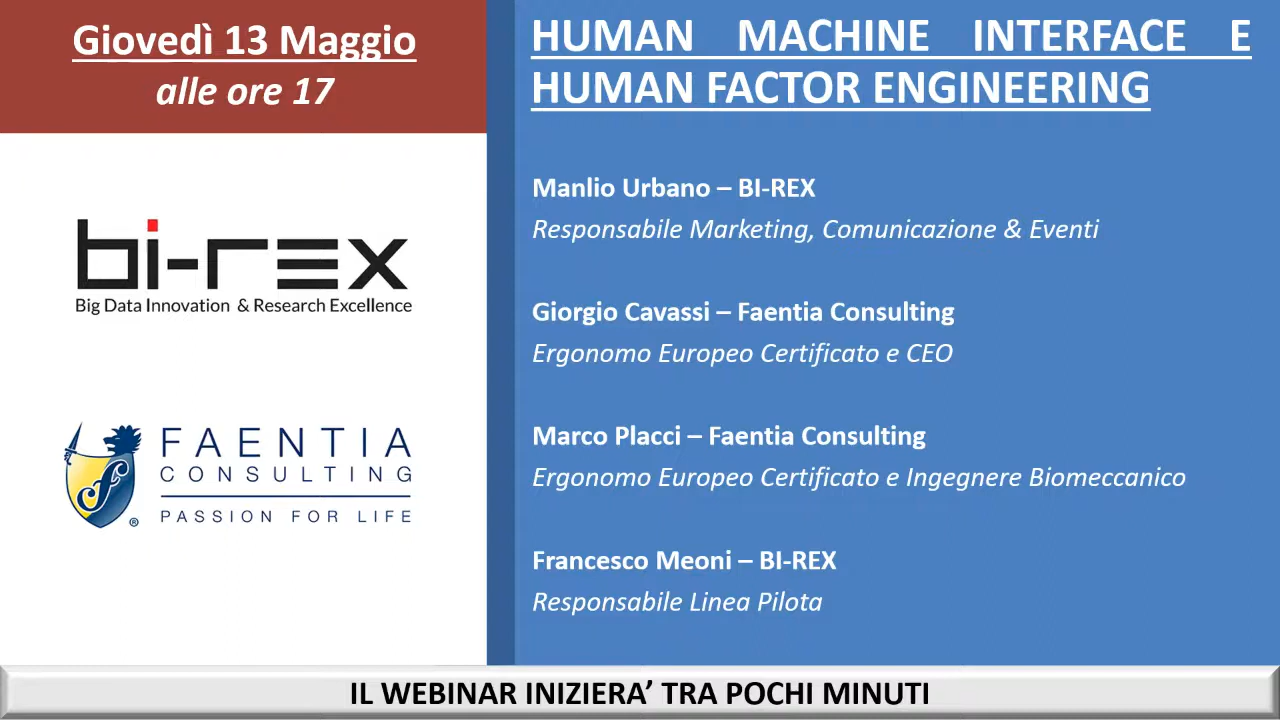 Giovedì 13 Maggio
alle ore 17
bi-rex
Big Data Innovation & Research Excellence
FAENTIA
CONSULTING
PASSION FOR LIFE
®
HUMAN MACHINE INTERFACE E
HUMAN FACTOR ENGINEERING
Manlio Urbano – BI-REX
Responsabile Marketing, Comunicazione & Eventi
Giorgio Cavassi – Faentia Consulting
Ergonomo Europeo Certificato e CEO
Marco Placci – Faentia Consulting
Ergonomo Europeo Certificato e Ingegnere Biomeccanico
Francesco Meoni – BI-REX
Responsabile Linea Pilota
IL WEBINAR INIZIERA’ TRA POCHI MINUTI